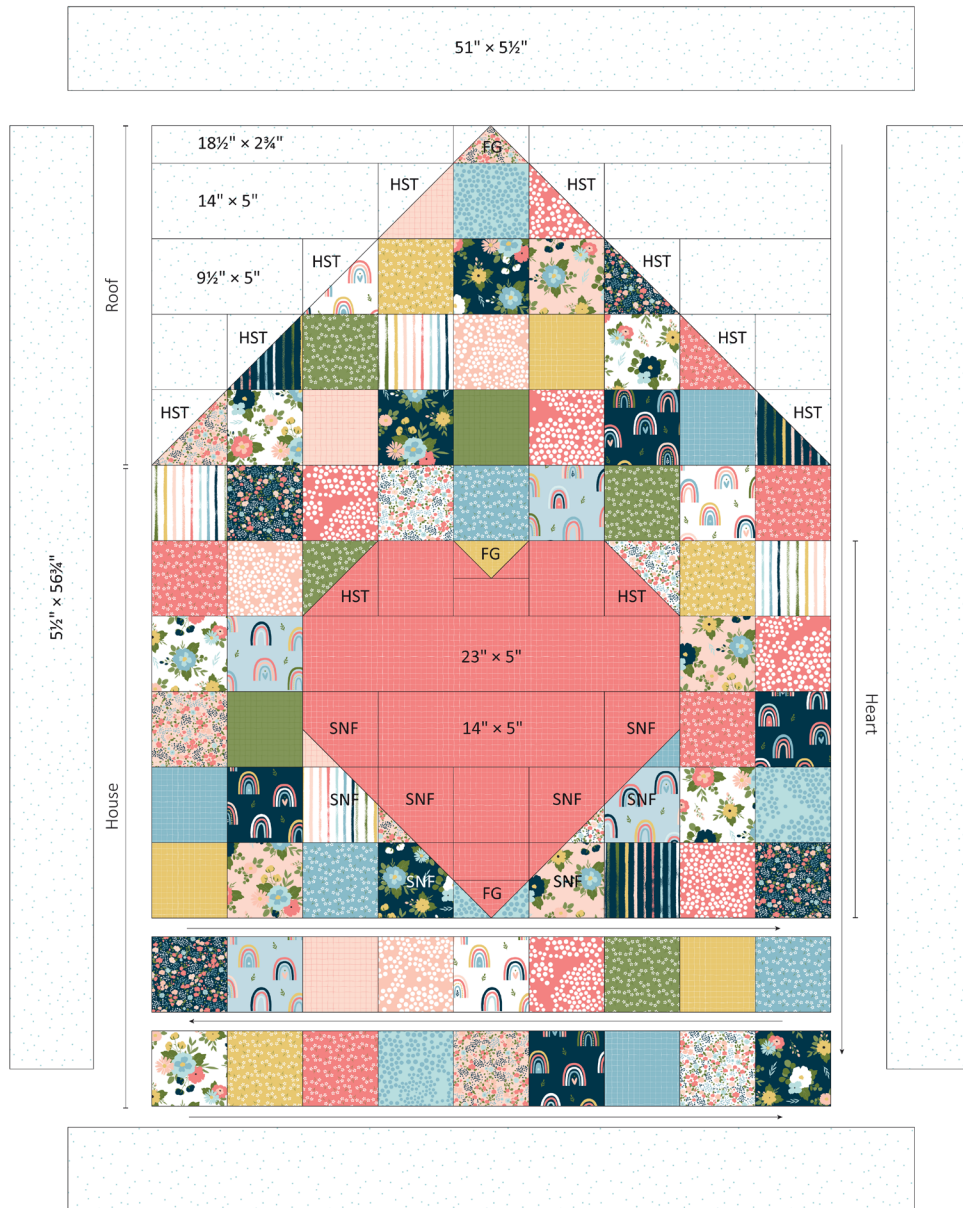 51" × 5½"
18½" × 2¾"
FG
HST
HST
14" × 5"
HST
HST
9½" × 5"
Roof
HST
HST
HST
HST
FG
5½" × 56¾"
HST
HST
23" × 5"
Heart
SNF
14" × 5"
SNF
House
SNF
SNF
SNF
SNF
SNF
FG
SNF